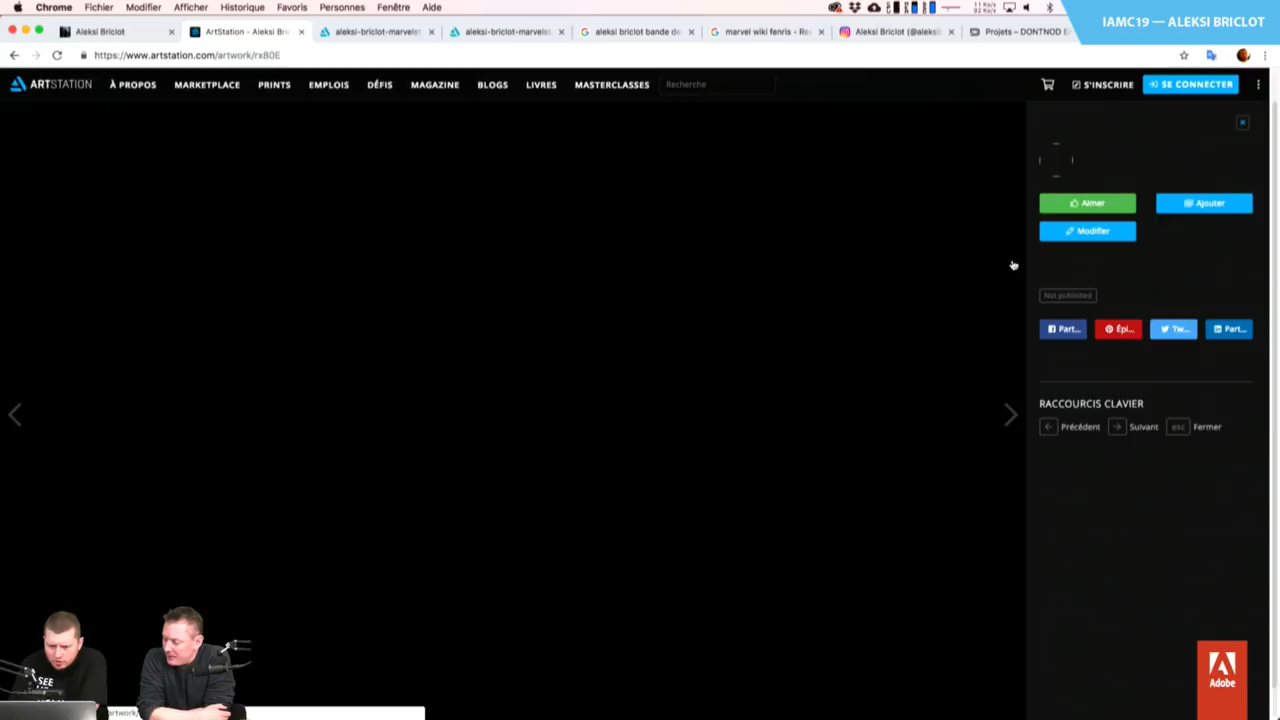 Chrome Fichier Modifier Afficher Historique Favoris Personnes Fenêtre Aide
IAMC19 — ALEKSI BRICLOT
Aleksi Briclot
ArtStation - Aleksi Bri
aleksi-briclot-marvelst
aleksi-briclot-marvelst
aleksi briclot bande de
marvel wiki fenris - Re
Aleksi Briclot (@aleksi
Projets – DONTNOD E
https://www.artstation.com/artwork/rx80E
ARTSTATION À PROPOS MARKETPLACE PRINTS EMPLOIS DÉFIS MAGAZINE BLOGS LIVRES MASTERCLASSES Recherche S'INSCRIRE SE CONNECTER
Aimer Ajouter
Modifier
Not published
Part... Épi... Tw... Part...
RACCOURCIS CLAVIER
Précédent Suivant esc Fermer
SEE
Adobe
artwork/